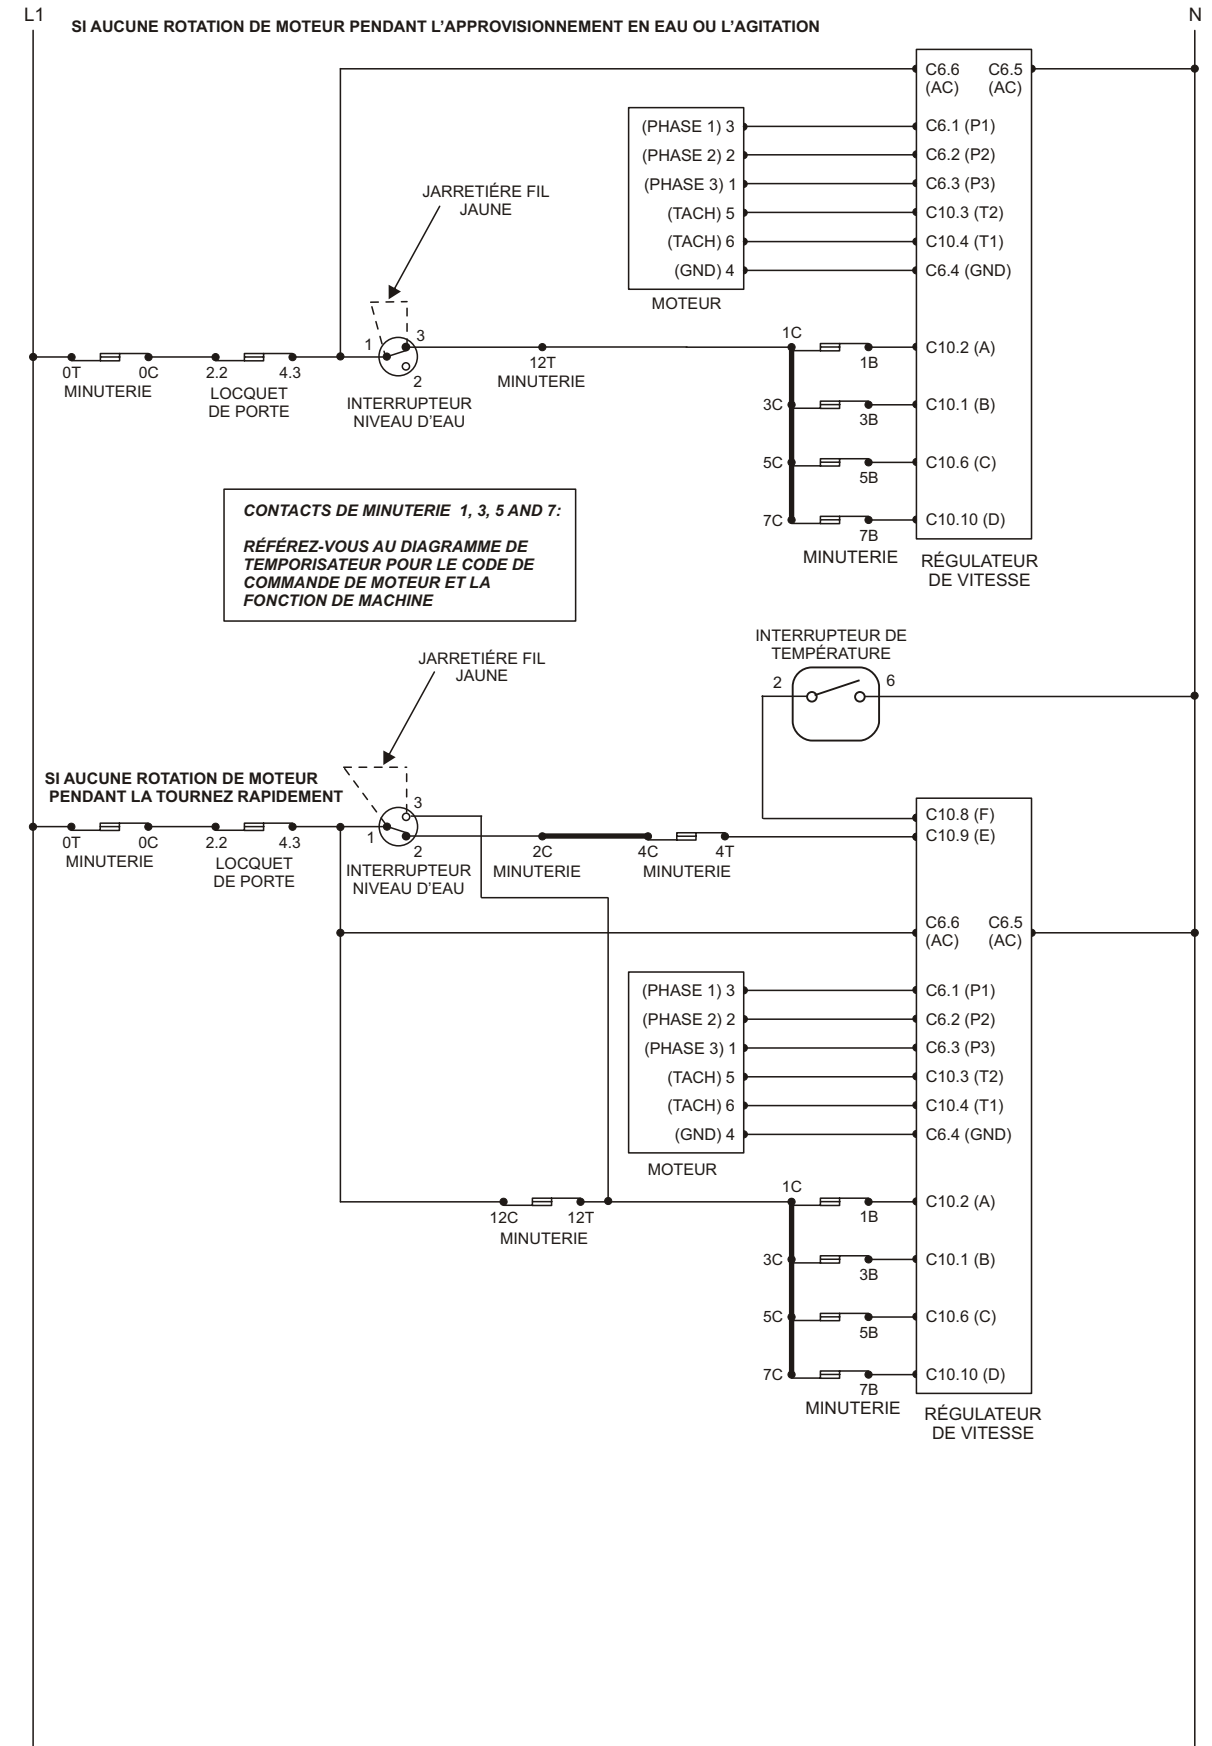 L1
N
SI AUCUNE ROTATION DE MOTEUR PENDANT L'APPROVISIONNEMENT EN EAU OU L'AGITATION
C6.6 C6.5
(AC) (AC)
(PHASE 1) 3 C6.1 (P1)
(PHASE 2) 2 C6.2 (P2)
(PHASE 3) 1 C6.3 (P3)
(TACH) 5 C10.3 (T2)
(TACH) 6 C10.4 (T1)
(GND) 4 C6.4 (GND)
MOTEUR
JARRETIÉRE FIL
JAUNE
0T 0C
MINUTERIE
2.2 4.3
LOCQUET
DE PORTE
1 3
2
INTERRUPTEUR
NIVEAU D'EAU
12T
MINUTERIE
1C 1B C10.2 (A)
3C 3B C10.1 (B)
5C 5B C10.6 (C)
7C 7B C10.10 (D)
MINUTERIE
RÉGULATEUR
DE VITESSE
CONTACTS DE MINUTERIE 1, 3, 5 AND 7:
RÉFÉREZ-VOUS AU DIAGRAMME DE
TEMPORISATEUR POUR LE CODE DE
COMMANDE DE MOTEUR ET LA
FONCTION DE MACHINE
INTERRUPTEUR DE
TEMPÉRATURE
2 6
JARRETIÉRE FIL
JAUNE
SI AUCUNE ROTATION DE MOTEUR
PENDANT LA TOURNEZ RAPIDEMENT
0T 0C
MINUTERIE
2.2 4.3
LOCQUET
DE PORTE
1 3
2
INTERRUPTEUR
NIVEAU D'EAU
2C
MINUTERIE
4C 4T
MINUTERIE
C10.8 (F)
C10.9 (E)
C6.6 C6.5
(AC) (AC)
(PHASE 1) 3 C6.1 (P1)
(PHASE 2) 2 C6.2 (P2)
(PHASE 3) 1 C6.3 (P3)
(TACH) 5 C10.3 (T2)
(TACH) 6 C10.4 (T1)
(GND) 4 C6.4 (GND)
MOTEUR
12C 12T
MINUTERIE
1C 1B C10.2 (A)
3C 3B C10.1 (B)
5C 5B C10.6 (C)
7C 7B C10.10 (D)
MINUTERIE
RÉGULATEUR
DE VITESSE